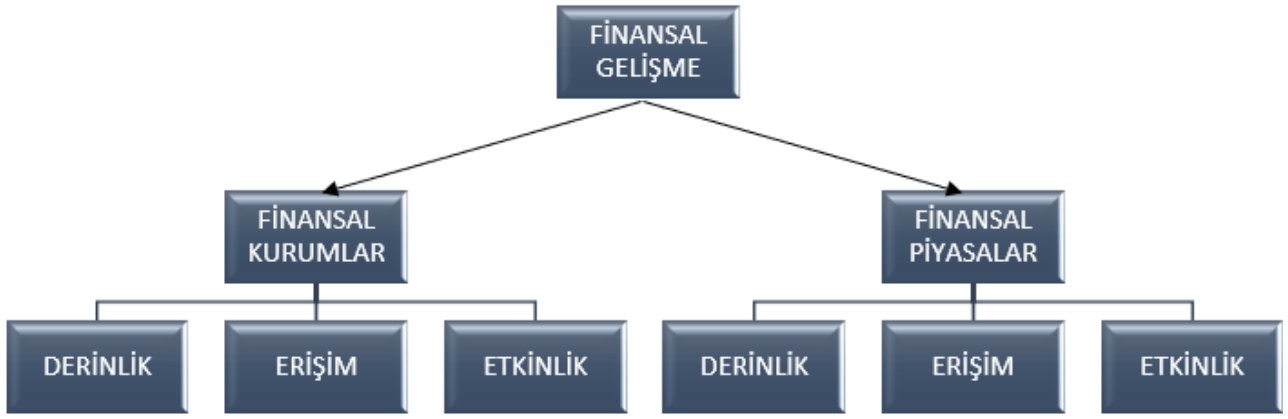 FİNANSAL
GELİŞME
FİNANSAL
KURUMLAR
FİNANSAL
PİYASALAR
DERİNLİK
ERİŞİM
ETKİNLİK
DERİNLİK
ERİŞİM
ETKİNLİK